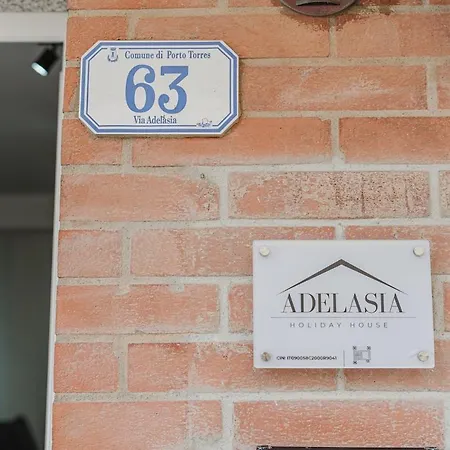 Comune di Porto Torres
63
Via Adelasia
ADELASIA
HOLIDAY HOUSE